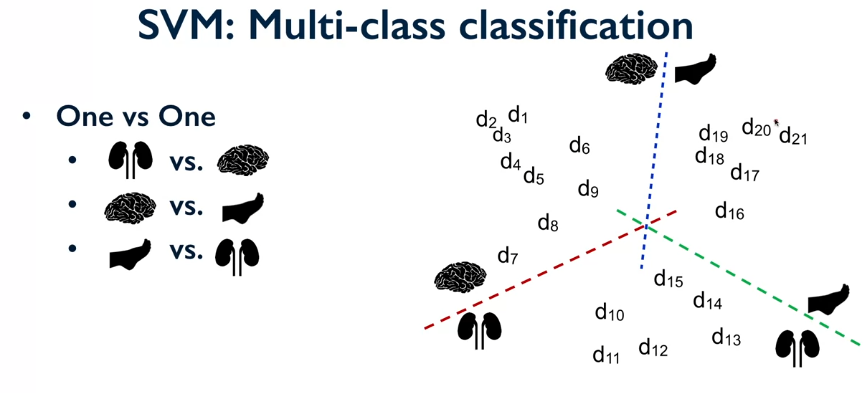 SVM: Multi-class classification
• One vs One
• vs.
• vs.
• vs.
d1
d2
d3
d4
d5
d6
d9
d8
d7
d19
d20
d21
d18
d17
d16
d15
d14
d10
d13
d12
d11